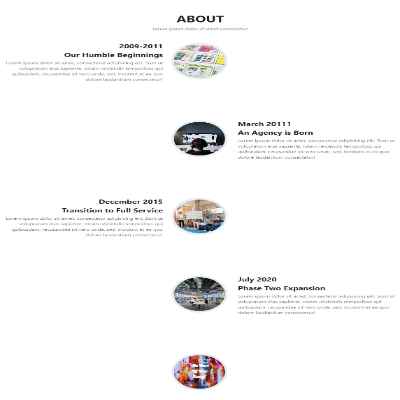 ABOUT
Lorem ipsum dolor sit amet consectetur.
2009-2011
Our Humble Beginnings
Lorem ipsum dolor sit amet, consectetur adipisicing elit. Sunt ut
voluptatum eius sapiente, totam reiciendis temporibus qui
quibusdam, recusandae sit vero unde, sed, incidunt et ea quo
dolore laudantium consectetur!
March 20111
An Agency is Born
Lorem ipsum dolor sit amet, consectetur adipisicing elit. Sunt ut
voluptatum eius sapiente, totam reiciendis temporibus qui
quibusdam, recusandae sit vero unde, sed, incidunt et ea quo
dolore laudantium consectetur!
December 2015
Transition to Full Service
Lorem ipsum dolor sit amet, consectetur adipisicing elit. Sunt ut
voluptatum eius sapiente, totam reiciendis temporibus qui
quibusdam, recusandae sit vero unde, sed, incidunt et ea quo
dolore laudantium consectetur!
July 2020
Phase Two Expansion
Lorem ipsum dolor sit amet, consectetur adipisicing elit. Sunt ut
voluptatum eius sapiente, totam reiciendis temporibus qui
quibusdam, recusandae sit vero unde, sed, incidunt et ea quo
dolore laudantium consectetur!